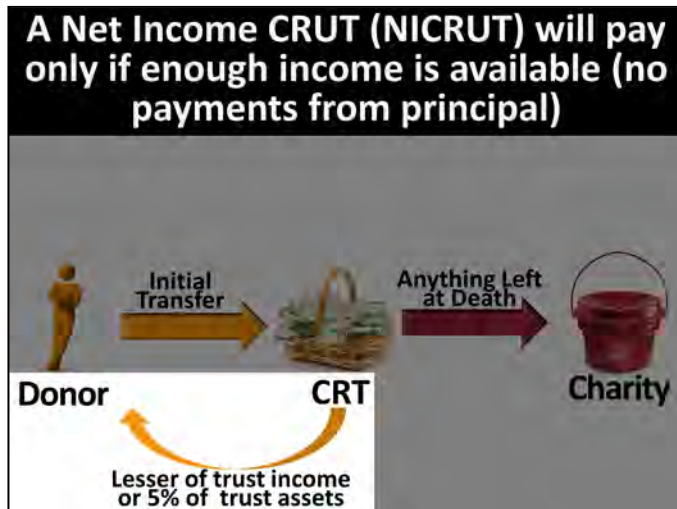 A Net Income CRUT (NICRUT) will pay
only if enough income is available (no
payments from principal)
Initial
Transfer
Anything Left
at Death
Donor
CRT
Charity
Lesser of trust income
or 5% of trust assets